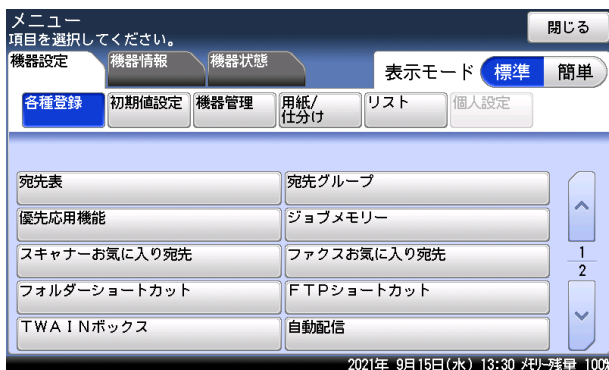 メニュー
閉じる
項目を選択してください。
機器設定
機器情報
機器状態
表示モード
標準
簡単
各種登録
初期値設定
機器管理
用紙/
仕分け
リスト
個人設定
宛先表
宛先グループ
優先応用機能
ジョブメモリー
スキャナーお気に入り宛先
ファクスお気に入り宛先
1
2
フォルダーショートカット
ＦＴＰショートカット
ＴＷＡＩＮボックス
自動配信
2021年 9月15日(水) 13:30 ﾒﾓﾘｰ残量 100%